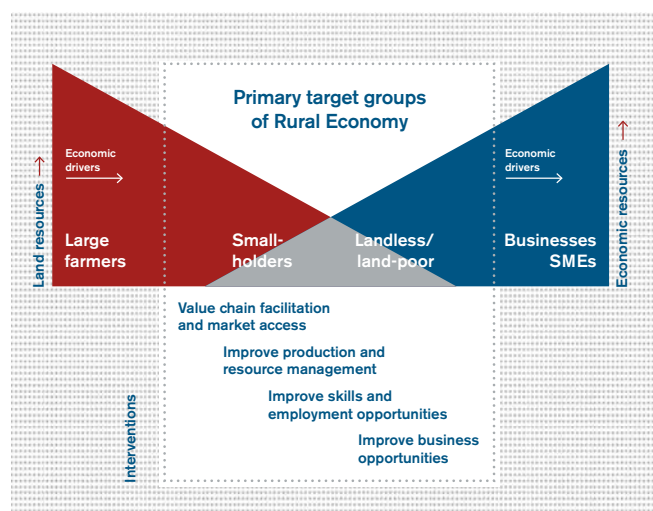 Primary target groups
of Rural Economy
Economic
drivers
Economic
drivers
Land resources
Economic resources
Large
farmers
Small-
holders
Landless/
land-poor
Businesses
SMEs
Value chain facilitation
and market access
Improve production and
resource management
Improve skills and
employment opportunities
Improve business
opportunities
Interventions